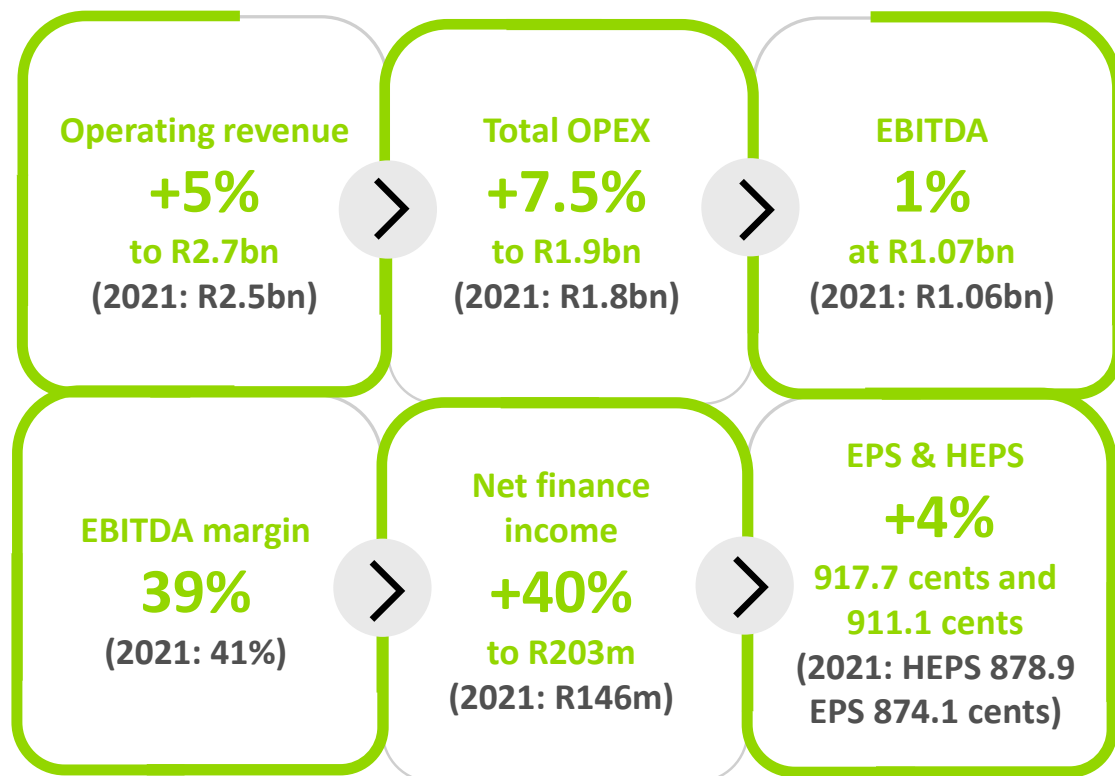 Operating revenue
+5%
to R2.7bn
(2021: R2.5bn)
Total OPEX
+7.5%
to R1.9bn
(2021: R1.8bn)
EBITDA
1%
at R1.07bn
(2021: R1.06bn)
EBITDA margin
39%
(2021: 41%)
Net finance
income
+40%
to R203m
(2021: R146m)
EPS & HEPS
+4%
917.7 cents and
911.1 cents
(2021: HEPS 878.9
EPS 874.1 cents)